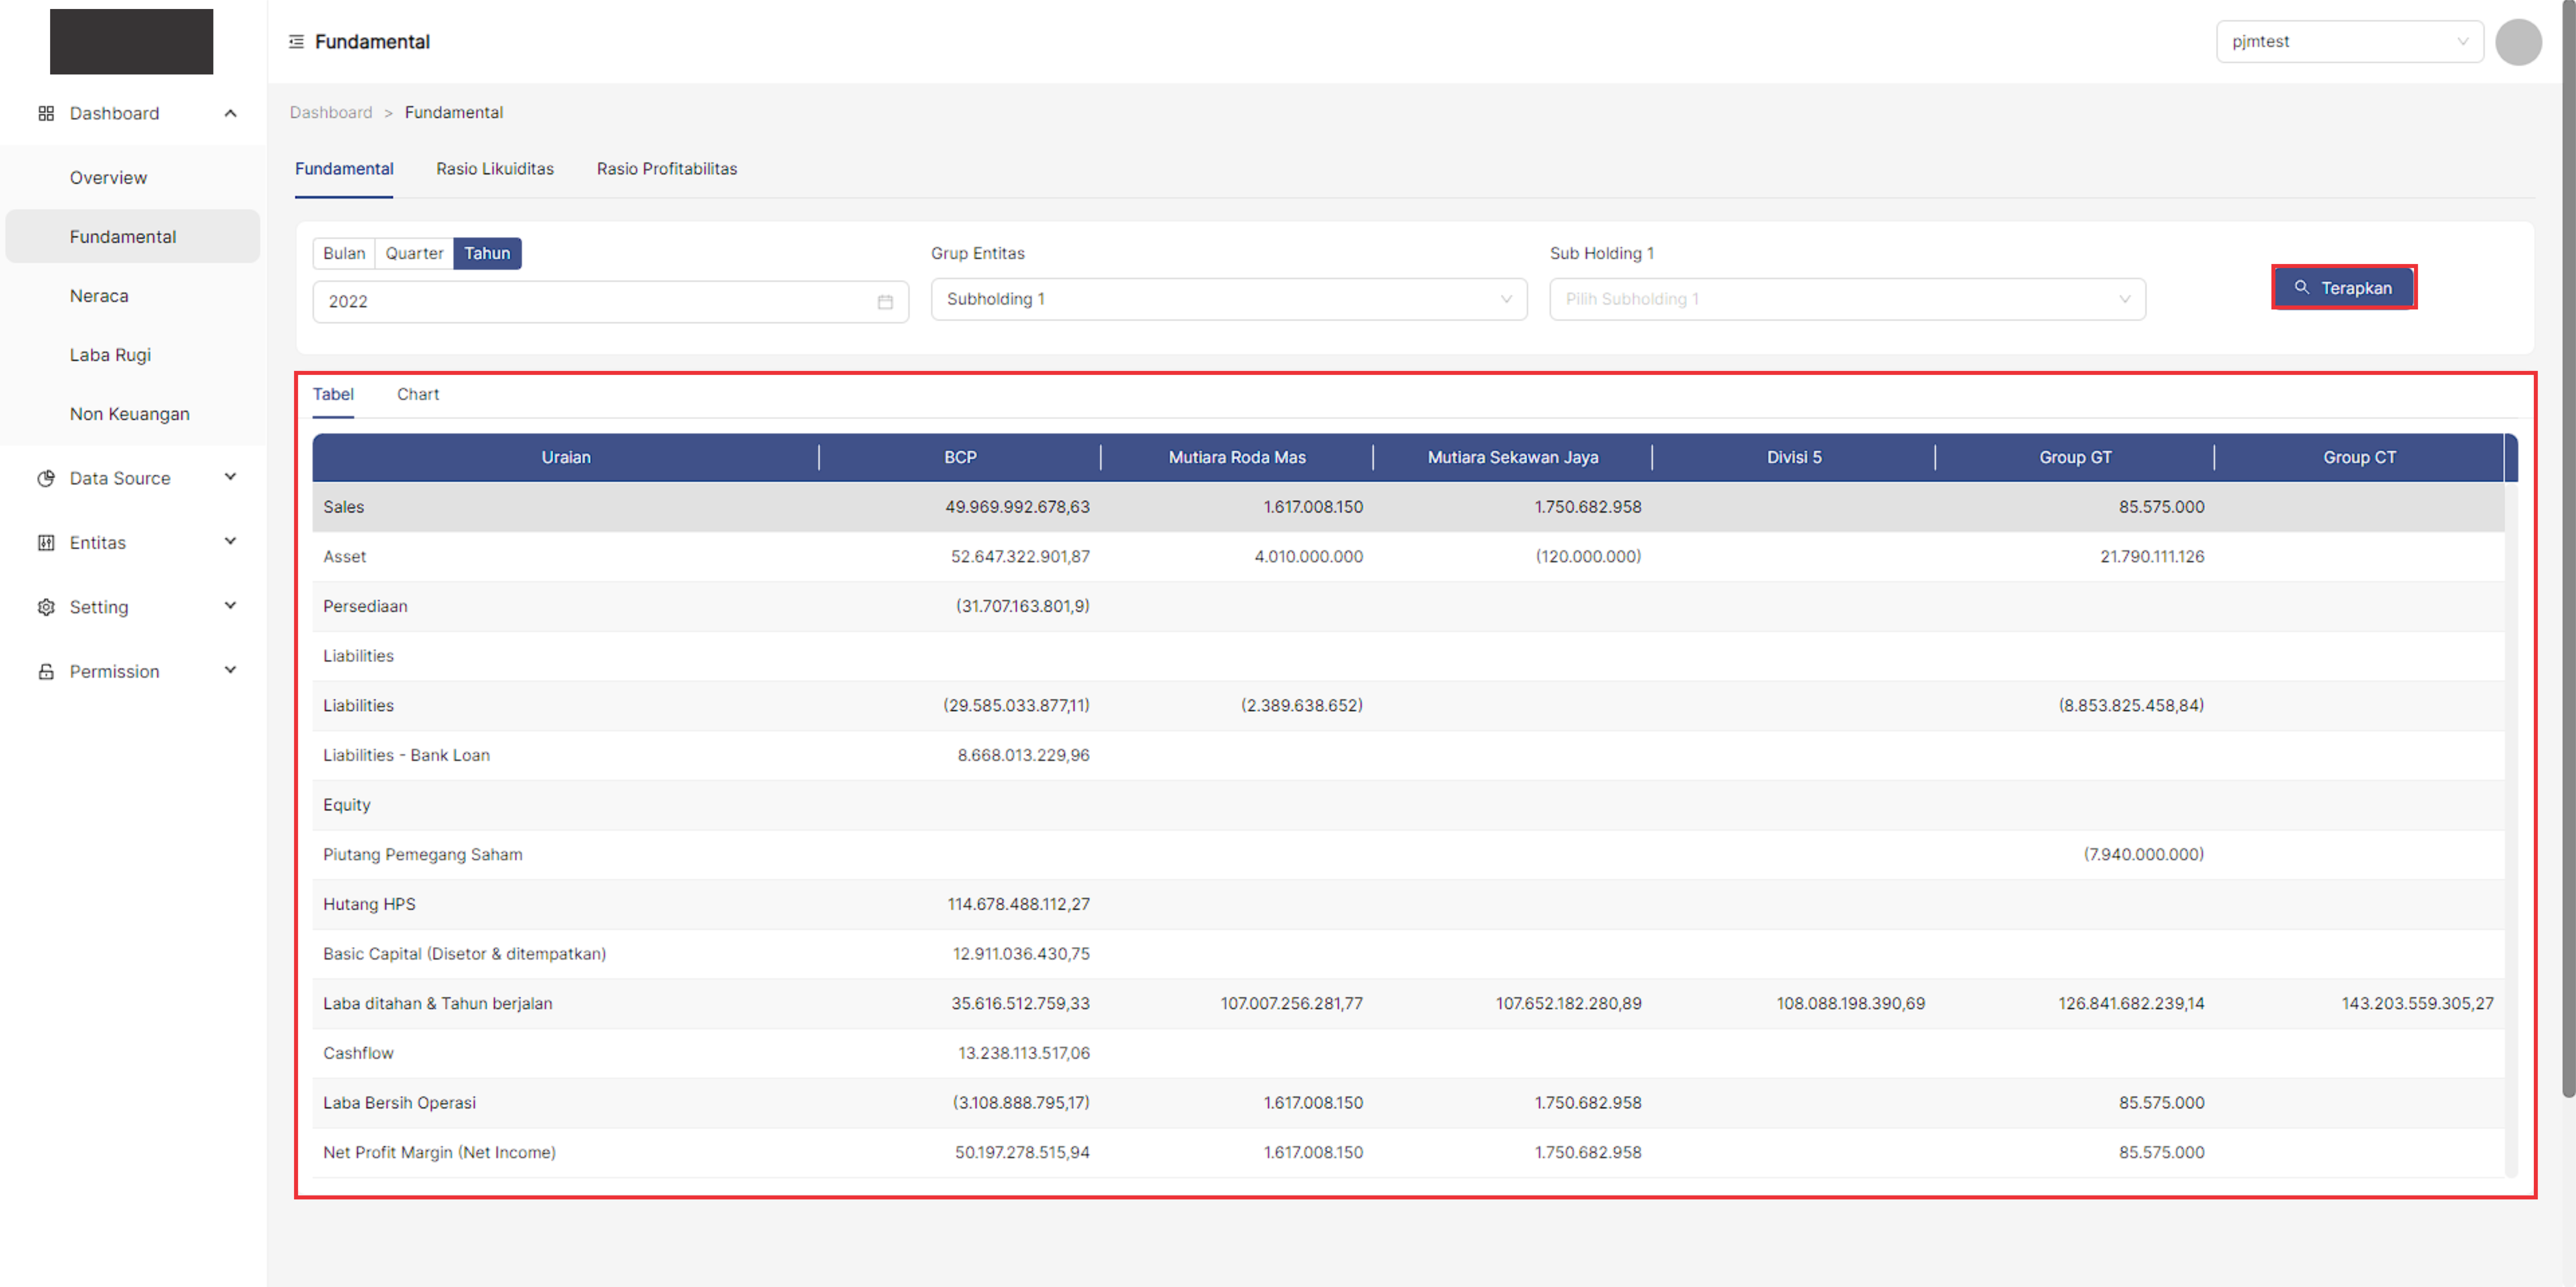 Fundamental
pjmtest
Dashboard
Overview
Fundamental
Neraca
Laba Rugi
Non Keuangan
Data Source
Entitas
Setting
Permission
Dashboard > Fundamental
Fundamental Rasio Likuiditas Rasio Profitabilitas
Bulan Quarter Tahun
2022
Grup Entitas
Subholding 1
Sub Holding 1
Pilih Subholding 1
Terapkan
Tabel Chart
Uraian BCP Mutiara Roda Mas Mutiara Sekawan Jaya Divisi 5 Group GT Group CT
Sales 49.969.992.678,63 1.617.008.150 1.750.682.958 85.575.000
Asset 52.647.322.901,87 4.010.000.000 (120.000.000) 21.790.111.126
Persediaan (31.707.163.801,9)
Liabilities
Liabilities (29.585.033.877,11) (2.389.638.652) (8.853.825.458,84)
Liabilities - Bank Loan 8.668.013.229,96
Equity
Piutang Pemegang Saham (7.940.000.000)
Hutang HPS 114.678.488.112,27
Basic Capital (Disetor & ditempatkan) 12.911.036.430,75
Laba ditahan & Tahun berjalan 35.616.512.759,33 107.007.256.281,77 107.652.182.280,89 108.088.198.390,69 126.841.682.239,14 143.203.559.305,27
Cashflow 13.238.113.517,06
Laba Bersih Operasi (3.108.888.795,17) 1.617.008.150 1.750.682.958 85.575.000
Net Profit Margin (Net Income) 50.197.278.515,94 1.617.008.150 1.750.682.958 85.575.000